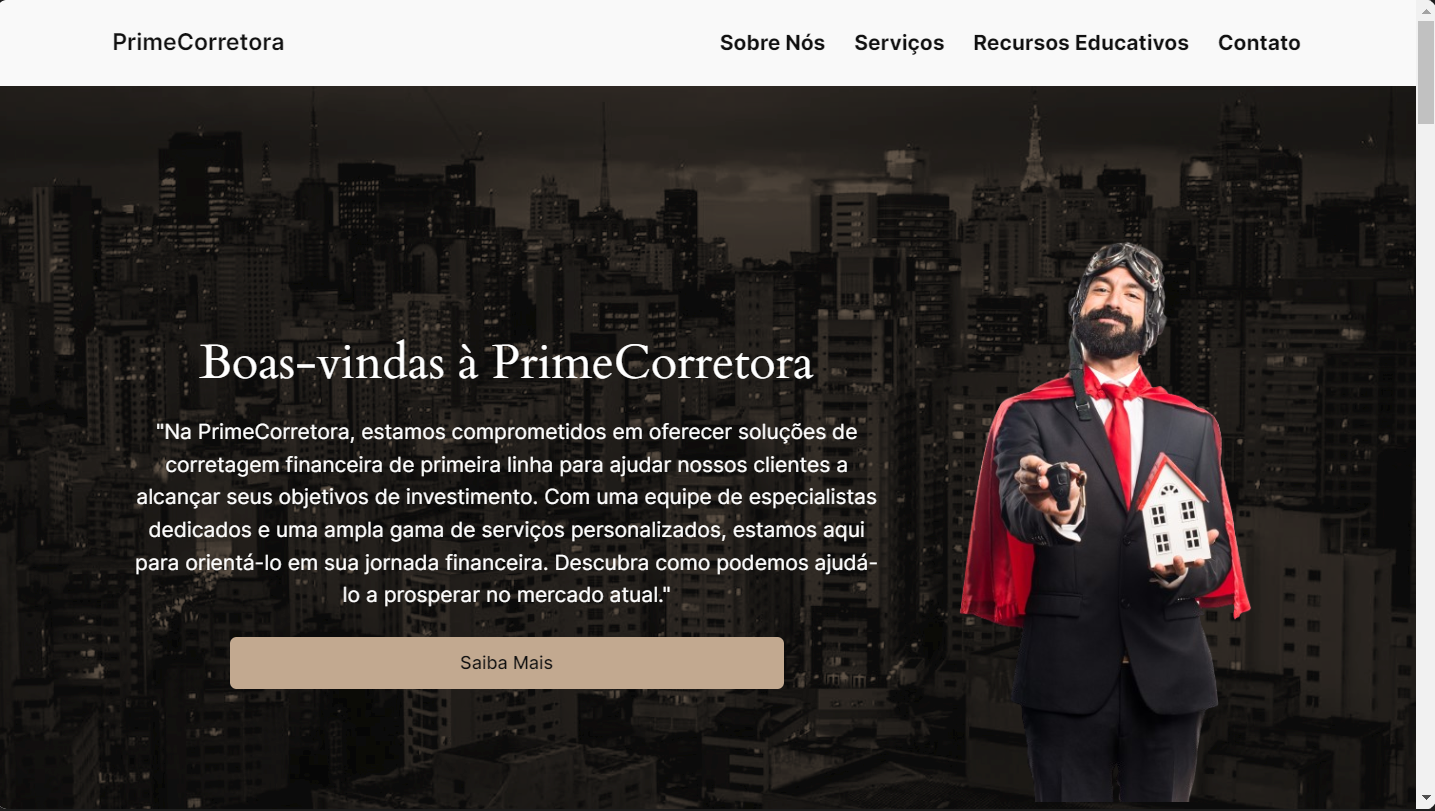 PrimeCorretora
Sobre Nós
Serviços
Recursos Educativos
Contato
Boas-vindas à PrimeCorretora
"Na PrimeCorretora, estamos comprometidos em oferecer soluções de
corretagem financeira de primeira linha para ajudar nossos clientes a
alcançar seus objetivos de investimento. Com uma equipe de especialistas
dedicados e uma ampla gama de serviços personalizados, estamos aqui
para orientá-lo em sua jornada financeira. Descubra como podemos ajudá-
lo a prosperar no mercado atual."
Saiba Mais